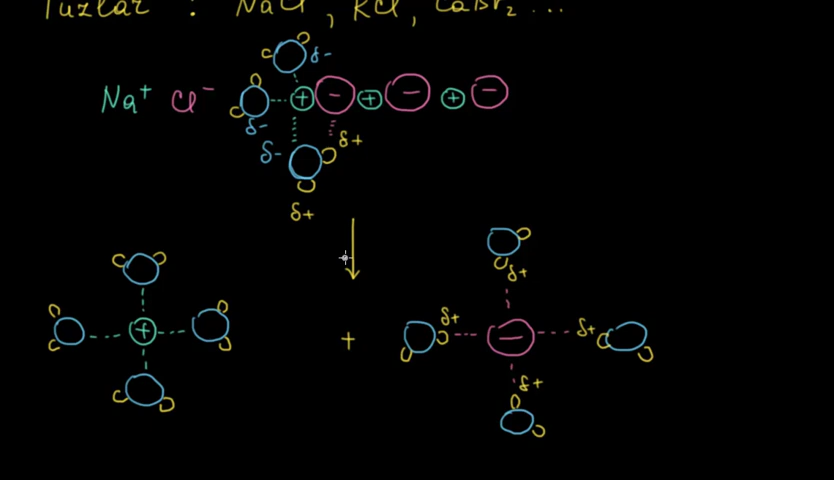 Tuzlar : NaCl, KCl, CaBr₂ ...
δ-
Na⁺ Cl⁻ + - + - + -
δ-
δ- δ+
δ+
δ+
δ+ δ+
+ + -
δ+